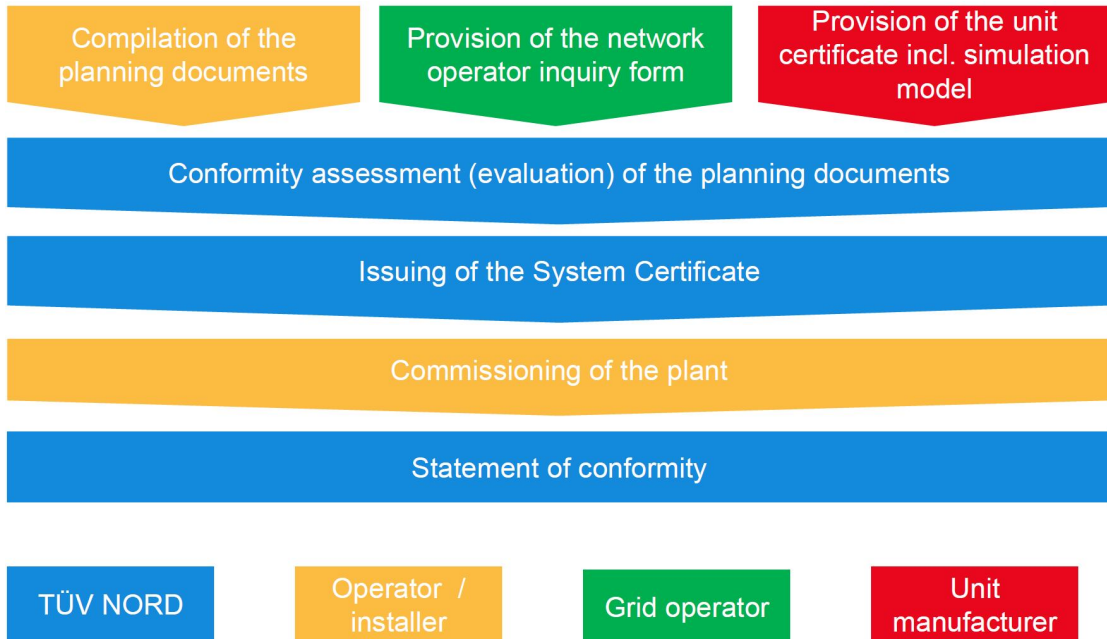 Compilation of the
planning documents
Provision of the network
operator inquiry form
Provision of the unit
certificate incl. simulation
model
Conformity assessment (evaluation) of the planning documents
Issuing of the System Certificate
Commissioning of the plant
Statement of conformity
TÜV NORD
Operator /
installer
Grid operator
Unit
manufacturer